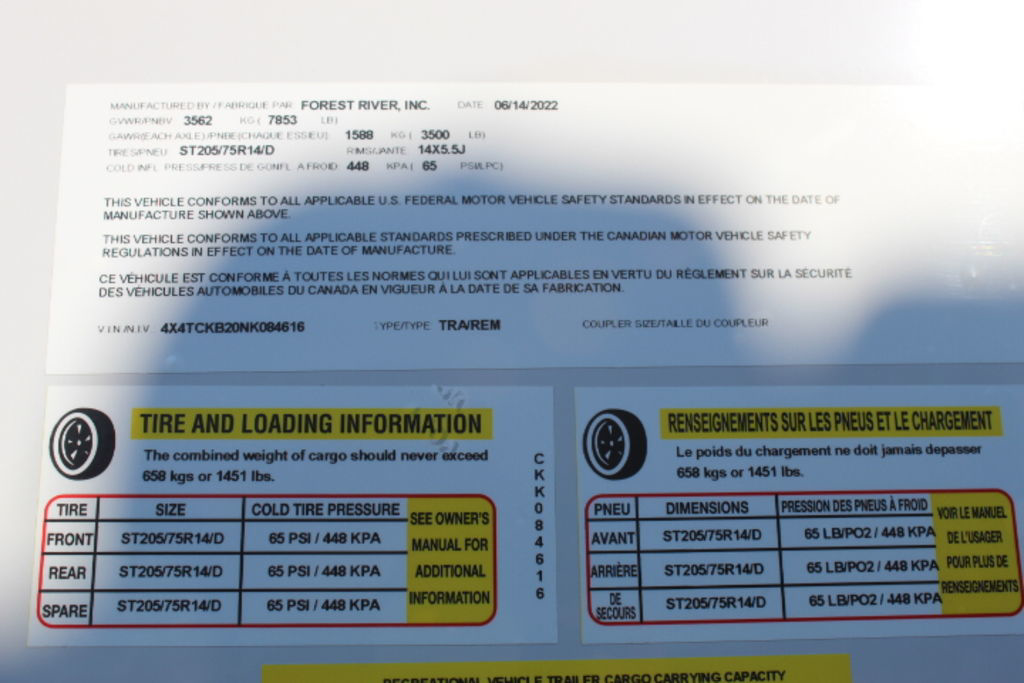 MANUFACTURED BY / FABRIQUE PAR FOREST RIVER, INC. DATE 06/14/2022
GVWR/PNBV 3562 KG ( 7853 LB)
GAWR(EACH AXLE)/PNBE(CHAQUE ESSIEU) 1588 KG ( 3500 LB)
TIRES/PNEU ST205/75R14/D RIMS/JANTE 14X5.5J
COLD INFL. PRESS/PRESS DE GONFL A FROID 448 KPA ( 65 PSI/LPC)
THIS VEHICLE CONFORMS TO ALL APPLICABLE U.S. FEDERAL MOTOR VEHICLE SAFETY STANDARDS IN EFFECT ON THE DATE OF
MANUFACTURE SHOWN ABOVE.
THIS VEHICLE CONFORMS TO ALL APPLICABLE STANDARDS PRESCRIBED UNDER THE CANADIAN MOTOR VEHICLE SAFETY
REGULATIONS IN EFFECT ON THE DATE OF MANUFACTURE.
CE VÉHICULE EST CONFORME À TOUTES LES NORMES QUI LUI SONT APPLICABLES EN VERTU DU RÈGLEMENT SUR LA SÉCURITÉ
DES VÉHICULES AUTOMOBILES DU CANADA EN VIGUEUR À LA DATE DE SA FABRICATION.
V.I.N./N.I.V. 4X4TCKB20NK084616 TYPE/TYPE TRA/REM COUPLER SIZE/TAILLE DU COUPLEUR
TIRE AND LOADING INFORMATION
The combined weight of cargo should never exceed
658 kgs or 1451 lbs.
TIRE SIZE COLD TIRE PRESSURE
FRONT ST205/75R14/D 65 PSI / 448 KPA
REAR ST205/75R14/D 65 PSI / 448 KPA
SPARE ST205/75R14/D 65 PSI / 448 KPA
SEE OWNER'S
MANUAL FOR
ADDITIONAL
INFORMATION
CKK084616
RENSEIGNEMENTS SUR LES PNEUS ET LE CHARGEMENT
Le poids du chargement ne doit jamais depasser
658 kgs or 1451 lbs.
PNEU DIMENSIONS PRESSION DES PNEUS À FROID
AVANT ST205/75R14/D 65 LB/PO2 / 448 KPA
ARRIÈRE ST205/75R14/D 65 LB/PO2 / 448 KPA
DE
SECOURS ST205/75R14/D 65 LB/PO2 / 448 KPA
VOIR LE MANUEL
DE L'USAGER
POUR PLUS DE
RENSEIGNEMENTS
RECREATIONAL VEHICLE TRAILER CARGO CARRYING CAPACITY